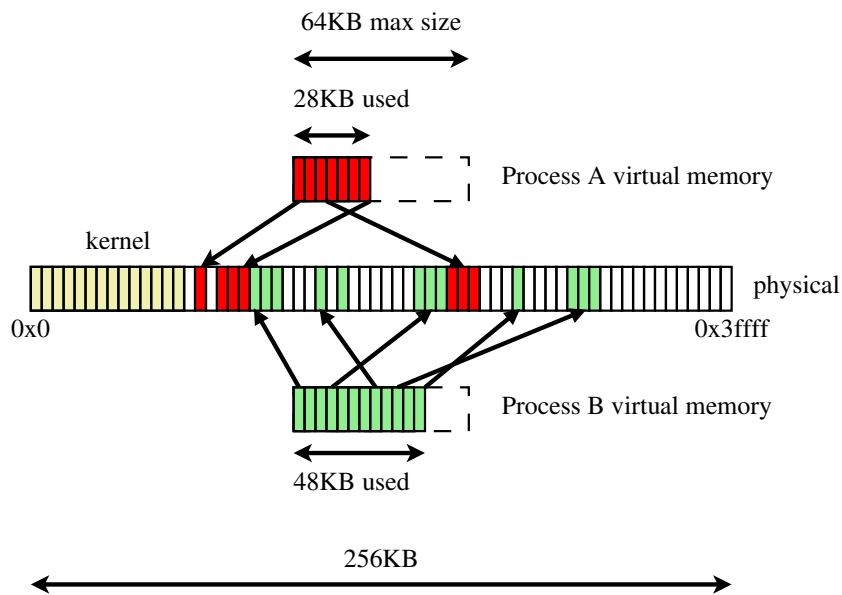 64KB max size
28KB used
Process A virtual memory
kernel
physical
0x0
0x3ffff
Process B virtual memory
48KB used
256KB